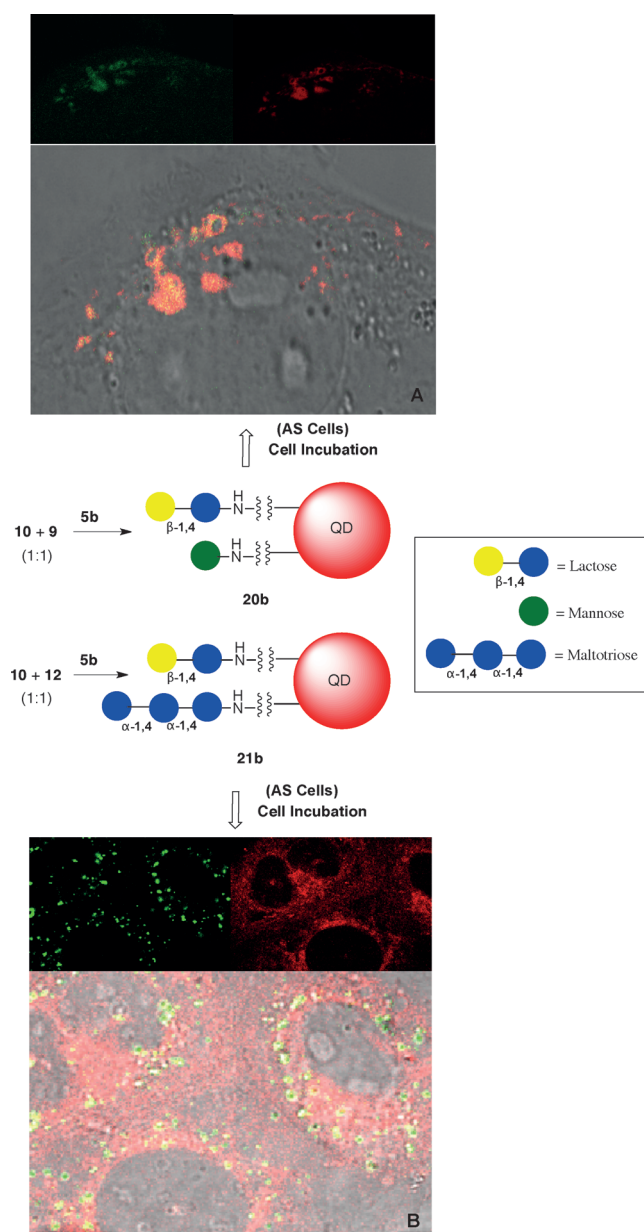 A
(AS Cells)
Cell Incubation
10 + 9
(1:1)
5b
β-1,4
H
N
H
N
QD
20b
β-1,4
= Lactose
= Mannose
α-1,4
α-1,4
= Maltotriose
10 + 12
(1:1)
5b
β-1,4
H
N
α-1,4
α-1,4
H
N
QD
21b
(AS Cells)
Cell Incubation
B